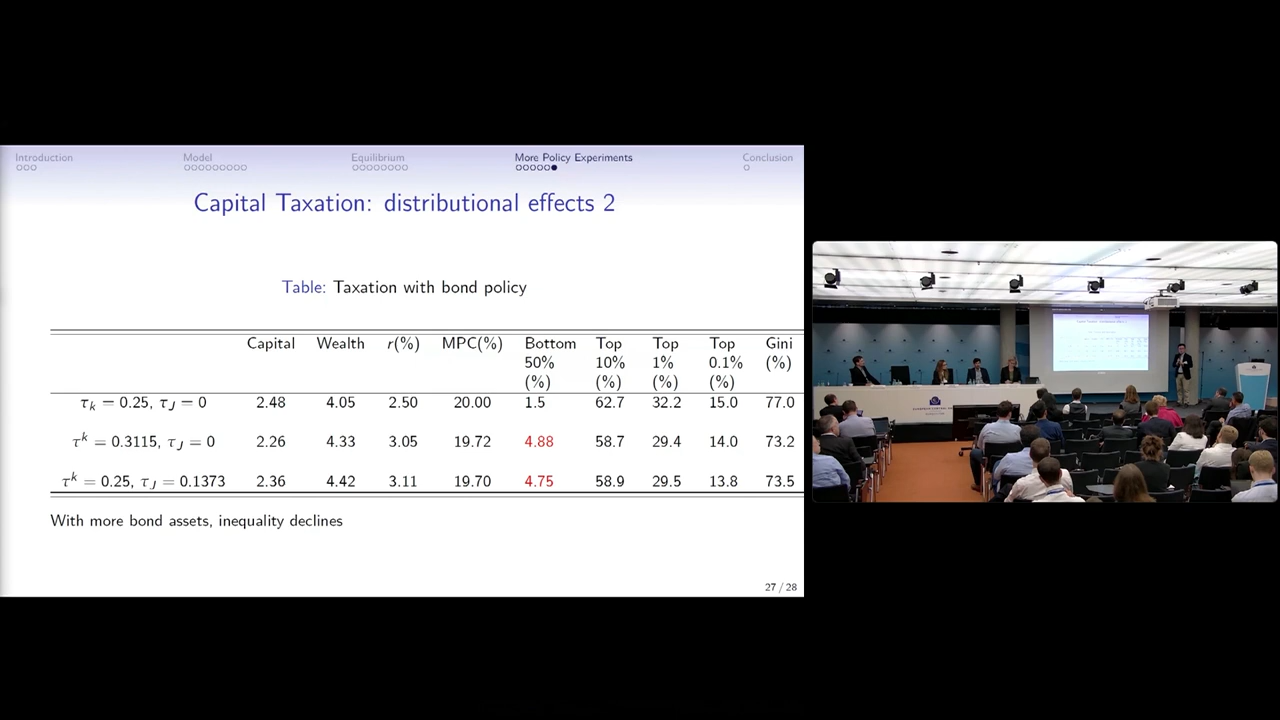 Introduction Model Equilibrium More Policy Experiments Conclusion
Capital Taxation: distributional effects 2
Table: Taxation with bond policy
Capital Wealth r(%) MPC(%) Bottom 50% (%) Top 10% (%) Top 1% (%) Top 0.1% (%) Gini (%)
τₖ = 0.25, τ_J = 0 2.48 4.05 2.50 20.00 1.5 62.7 32.2 15.0 77.0
τᵏ = 0.3115, τ_J = 0 2.26 4.33 3.05 19.72 4.88 58.7 29.4 14.0 73.2
τᵏ = 0.25, τ_J = 0.1373 2.36 4.42 3.11 19.70 4.75 58.9 29.5 13.8 73.5
With more bond assets, inequality declines
27 / 28